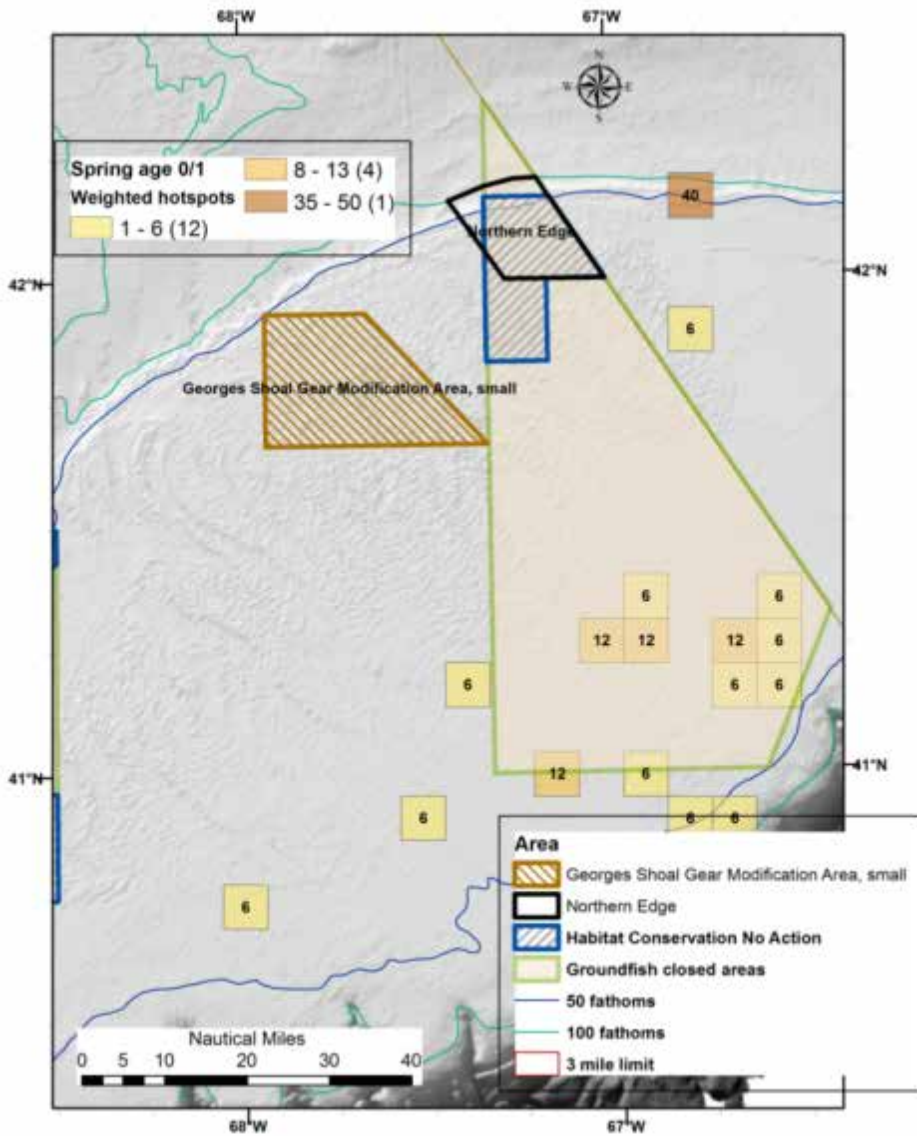 68°W 67°W
N
W E
S
Spring age 0/1
Weighted hotspots
1 - 6 (12)
8 - 13 (4)
35 - 50 (1)
40
Northern Edge
42°N 42°N
6
Georges Shoal Gear Modification Area, small
6 6
12 12 12 6
6 6 6
41°N 12 6 41°N
6 6 6
6
Area
Georges Shoal Gear Modification Area, small
Northern Edge
Habitat Conservation No Action
Groundfish closed areas
50 fathoms
100 fathoms
3 mile limit
Nautical Miles
0 5 10 20 30 40
68°W 67°W